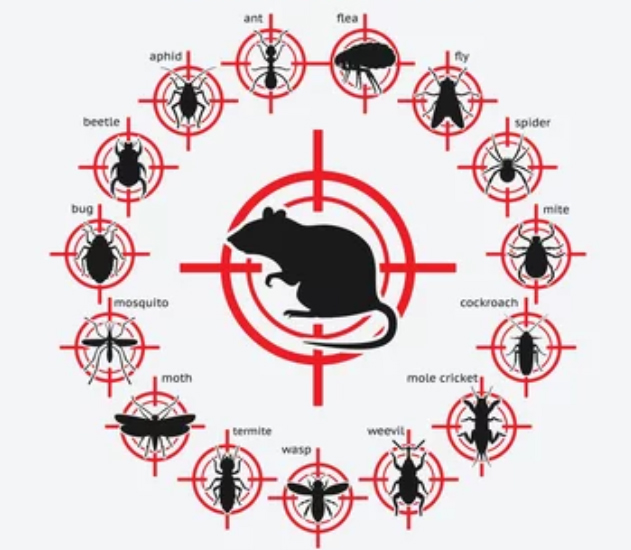 ant
flea
aphid
fly
beetle
spider
bug
mite
mosquito
cockroach
moth
mole cricket
termite
weevil
wasp